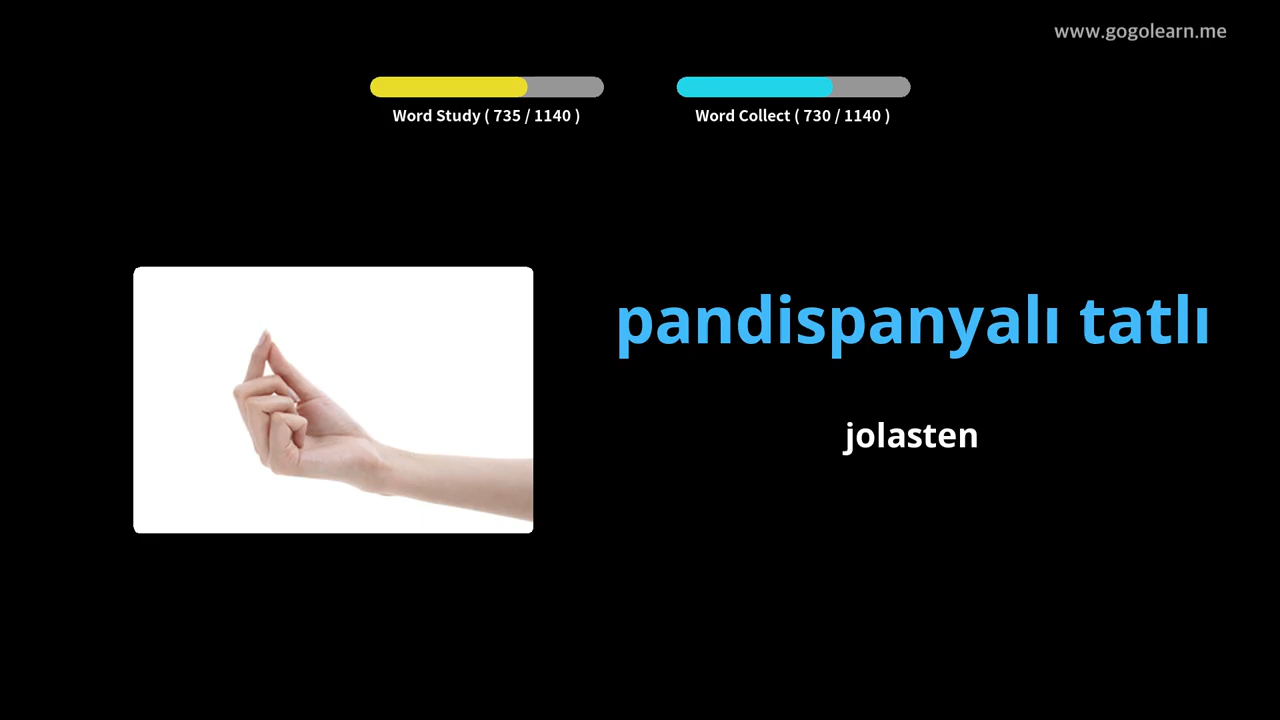 www.gogolearn.me
Word Study ( 735 / 1140 )
Word Collect ( 730 / 1140 )
pandispanyalı tatlı
jolasten